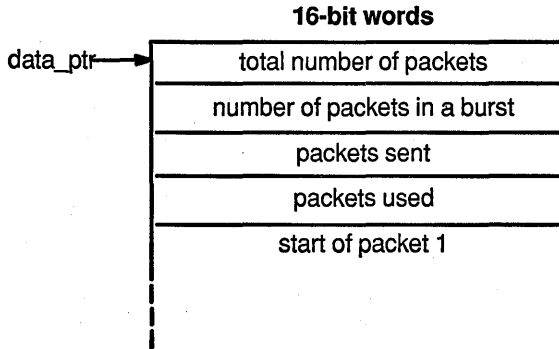 16-bit words
data_ptr
total number of packets
number of packets in a burst
packets sent
packets used
start of packet 1